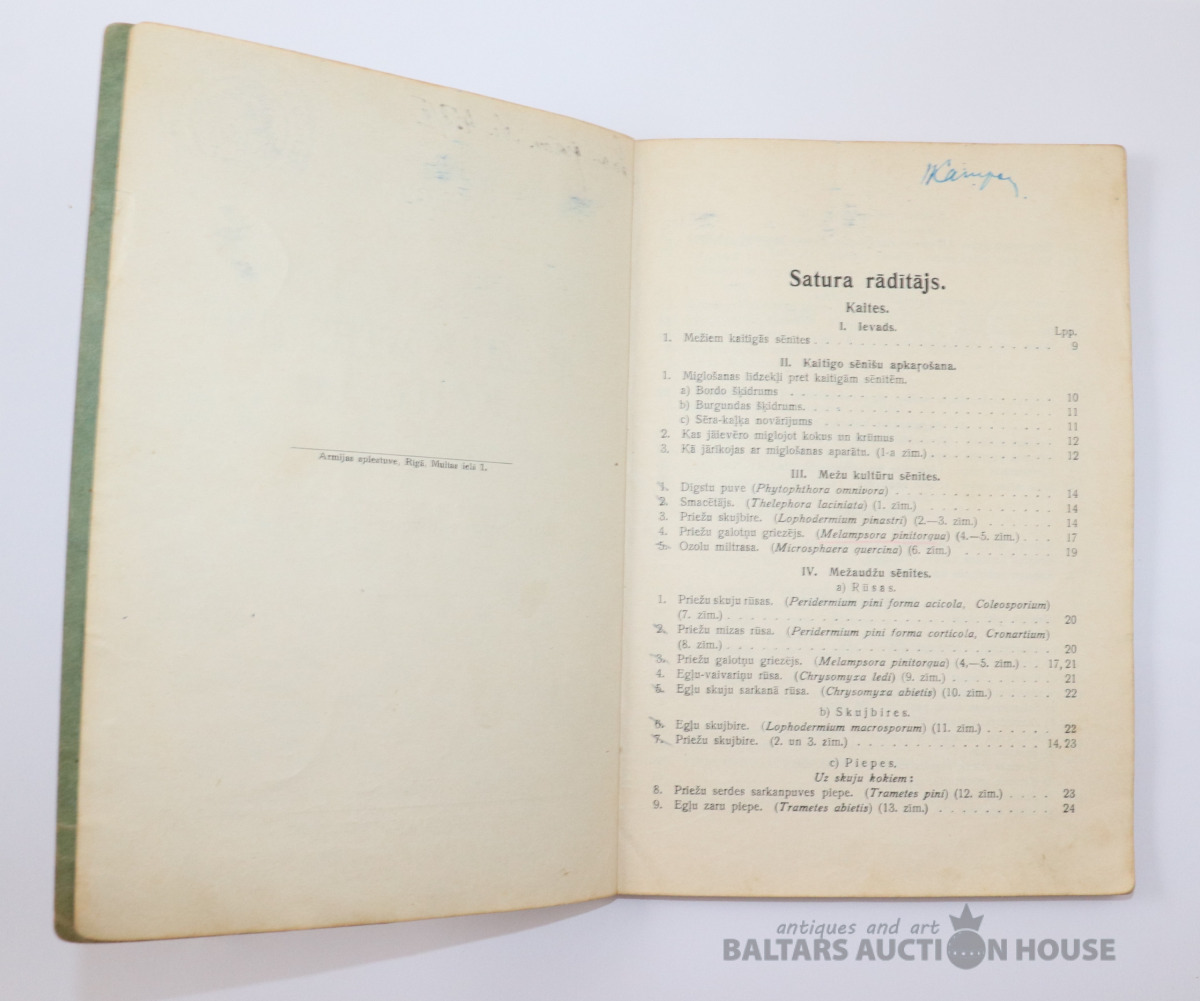 Armijas spiestuve, Rīgā, Muitas ielā 1.
Satura rādītājs.
Kaites.
I. Ievads.
Lpp.
1. Mežiem kaitīgās sēnītes . . . . . . . . . . . . . . . . . 9
II. Kaitīgo sēnīšu apkaŗošana.
1. Miglošanas līdzekļi pret kaitīgām sēnītēm.
a) Bordo šķidrums . . . . . . . . . . . . . . . . . . . 10
b) Burgundas šķidrums. . . . . . . . . . . . . . . . . . 11
c) Sēra-kaļķa novārījums . . . . . . . . . . . . . . . . 11
2. Kas jāievēro miglojot kokus un krūmus . . . . . . . . . . 12
3. Kā jārīkojas ar miglošanas aparātu. (1-a zīm.) . . . . . . . . 12
III. Mežu kultūru sēnītes.
1. Dīgstu puve (Phytophthora omnivora) . . . . . . . . . . . 14
2. Smacētājs. (Thelephora laciniata) (1. zīm.) . . . . . . . . . 14
3. Priežu skujbire. (Lophodermium pinastri) (2.—3. zīm.) . . . . . 14
4. Priežu galotņu griezējs. (Melampsora pinitorqua) (4.—5. zīm.) . . . 17
5. Ozolu miltrasa. (Microsphaera quercina) (6. zīm.) . . . . . . . 19
IV. Mežaudžu sēnītes.
a) Rūsas.
1. Priežu skuju rūsas. (Peridermium pini forma acicola, Coleosporium)
(7. zīm.) . . . . . . . . . . . . . . . . . . . . . . . . 20
2. Priežu mizas rūsa. (Peridermium pini forma corticola, Cronartium)
(8. zīm.) . . . . . . . . . . . . . . . . . . . . . . . . 20
3. Priežu galotņu griezējs. (Melampsora pinitorqua) (4.—5. zīm.) . . 17, 21
4. Egļu-vaivariņu rūsa. (Chrysomyxa ledi) (9. zīm.) . . . . . . . 21
5. Egļu skuju sarkanā rūsa. (Chrysomyxa abietis) (10. zīm.) . . . . . 22
b) Skujbires.
6. Egļu skujbire. (Lophodermium macrosporum) (11. zīm.) . . . . . . 22
7. Priežu skujbire. (2. un 3. zīm.) . . . . . . . . . . . . . 14, 23
c) Piepes.
Uz skuju kokiem:
8. Priežu serdes sarkanpuves piepe. (Trametes pini) (12. zīm.) . . . . 23
9. Egļu zaru piepe. (Trametes abietis) (13. zīm.) . . . . . . . . . 24
antiques and art
BALTARS AUCTION HOUSE